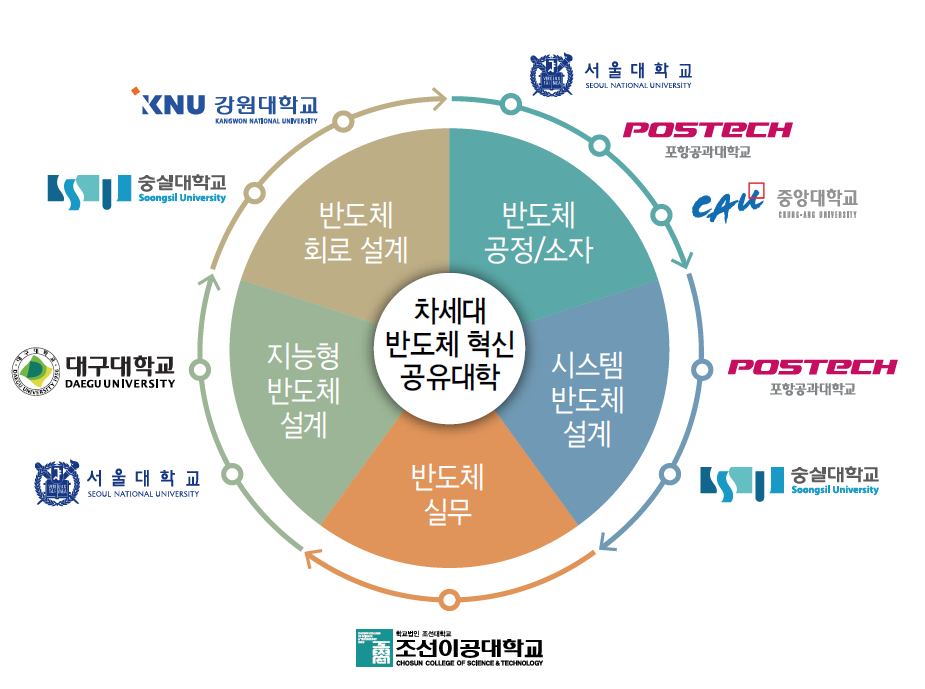 서울대학교
SEOUL NATIONAL UNIVERSITY
KNU 강원대학교
KANGWON NATIONAL UNIVERSITY
POSTECH
포항공과대학교
숭실대학교
Soongsil University
CAU 중앙대학교
CHUNG-ANG UNIVERSITY
반도체
회로 설계
반도체
공정/소자
차세대
반도체 혁신
공유대학
지능형
반도체
설계
시스템
반도체
설계
대구대학교
DAEGU UNIVERSITY
POSTECH
포항공과대학교
서울대학교
SEOUL NATIONAL UNIVERSITY
반도체
실무
숭실대학교
Soongsil University
학교법인 조선대학교
조선이공대학교
CHOSUN COLLEGE OF SCIENCE & TECHNOLOGY